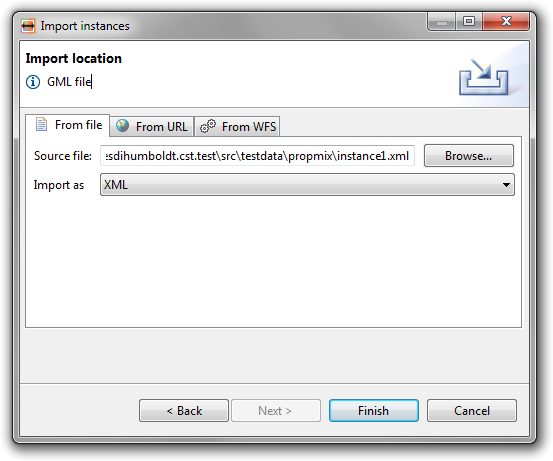 Import instances
Import location
GML file
From file From URL From WFS
Source file: :sdihumboldt.cst.test\src\testdata\propmix\instance1.xml Browse...
Import as XML
< Back Next > Finish Cancel